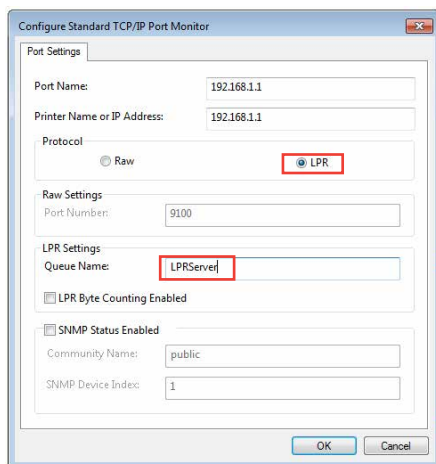 Configure Standard TCP/IP Port Monitor
Port Settings
Port Name: 192.168.1.1
Printer Name or IP Address: 192.168.1.1
Protocol
Raw LPR
Raw Settings
Port Number: 9100
LPR Settings
Queue Name: LPRServer
LPR Byte Counting Enabled
SNMP Status Enabled
Community Name: public
SNMP Device Index: 1
OK Cancel